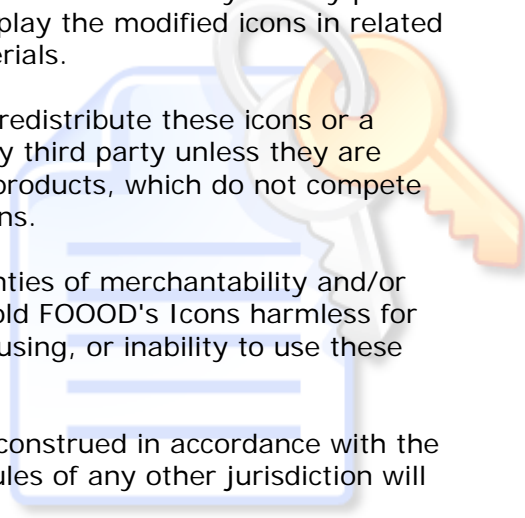 play the modified icons in related
erials.
redistribute these icons or a
y third party unless they are
products, which do not compete
ns.
nties of merchantability and/or
old FOOOD's Icons harmless for
using, or inability to use these
construed in accordance with the
ules of any other jurisdiction will